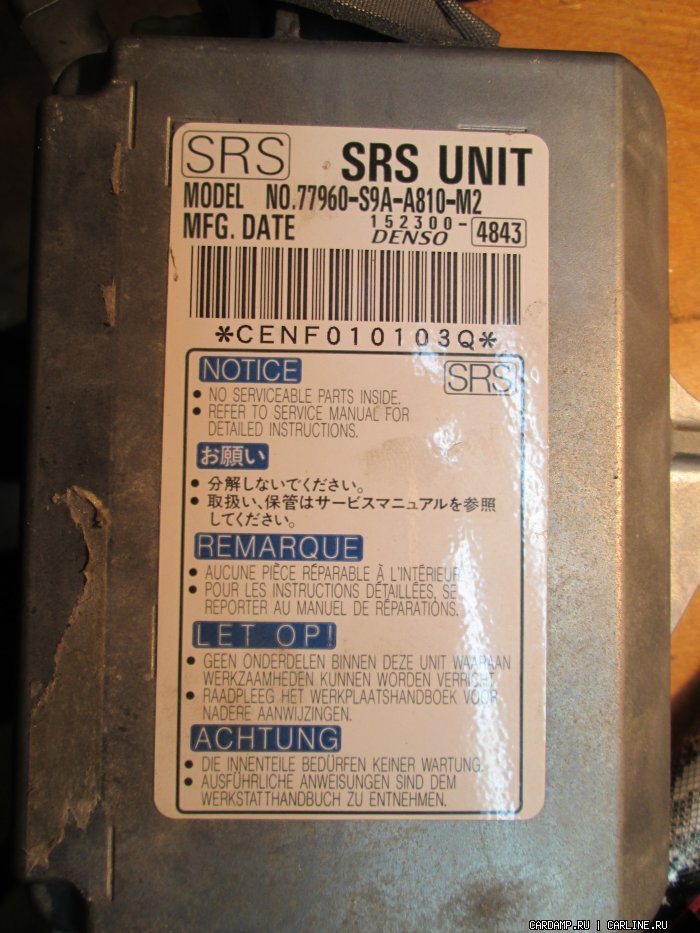 SRS SRS UNIT
MODEL NO.77960-S9A-A810-M2
MFG. DATE 152300-
DENSO 4843
*CENF010103Q*
NOTICE SRS
• NO SERVICEABLE PARTS INSIDE.
• REFER TO SERVICE MANUAL FOR
DETAILED INSTRUCTIONS.
お願い
• 分解しないでください。
• 取扱い、保管はサービスマニュアルを参照
してください。
REMARQUE
• AUCUNE PIÈCE RÉPARABLE À L'INTÉRIEUR
• POUR LES INSTRUCTIONS DÉTAILLÉES, SE
REPORTER AU MANUEL DE RÉPARATIONS.
LET OP!
• GEEN ONDERDELEN BINNEN DEZE UNIT WAARAAN
WERKZAAMHEDEN KUNNEN WORDEN VERRICHT.
• RAADPLEEG HET WERKPLAATSHANDBOEK VOOR
NADERE AANWIJZINGEN.
ACHTUNG
• DIE INNENTEILE BEDÜRFEN KEINER WARTUNG.
• AUSFÜHRLICHE ANWEISUNGEN SIND DEM
WERKSTATTHANDBUCH ZU ENTNEHMEN.
CARDAMP.RU | CARLINE.RU